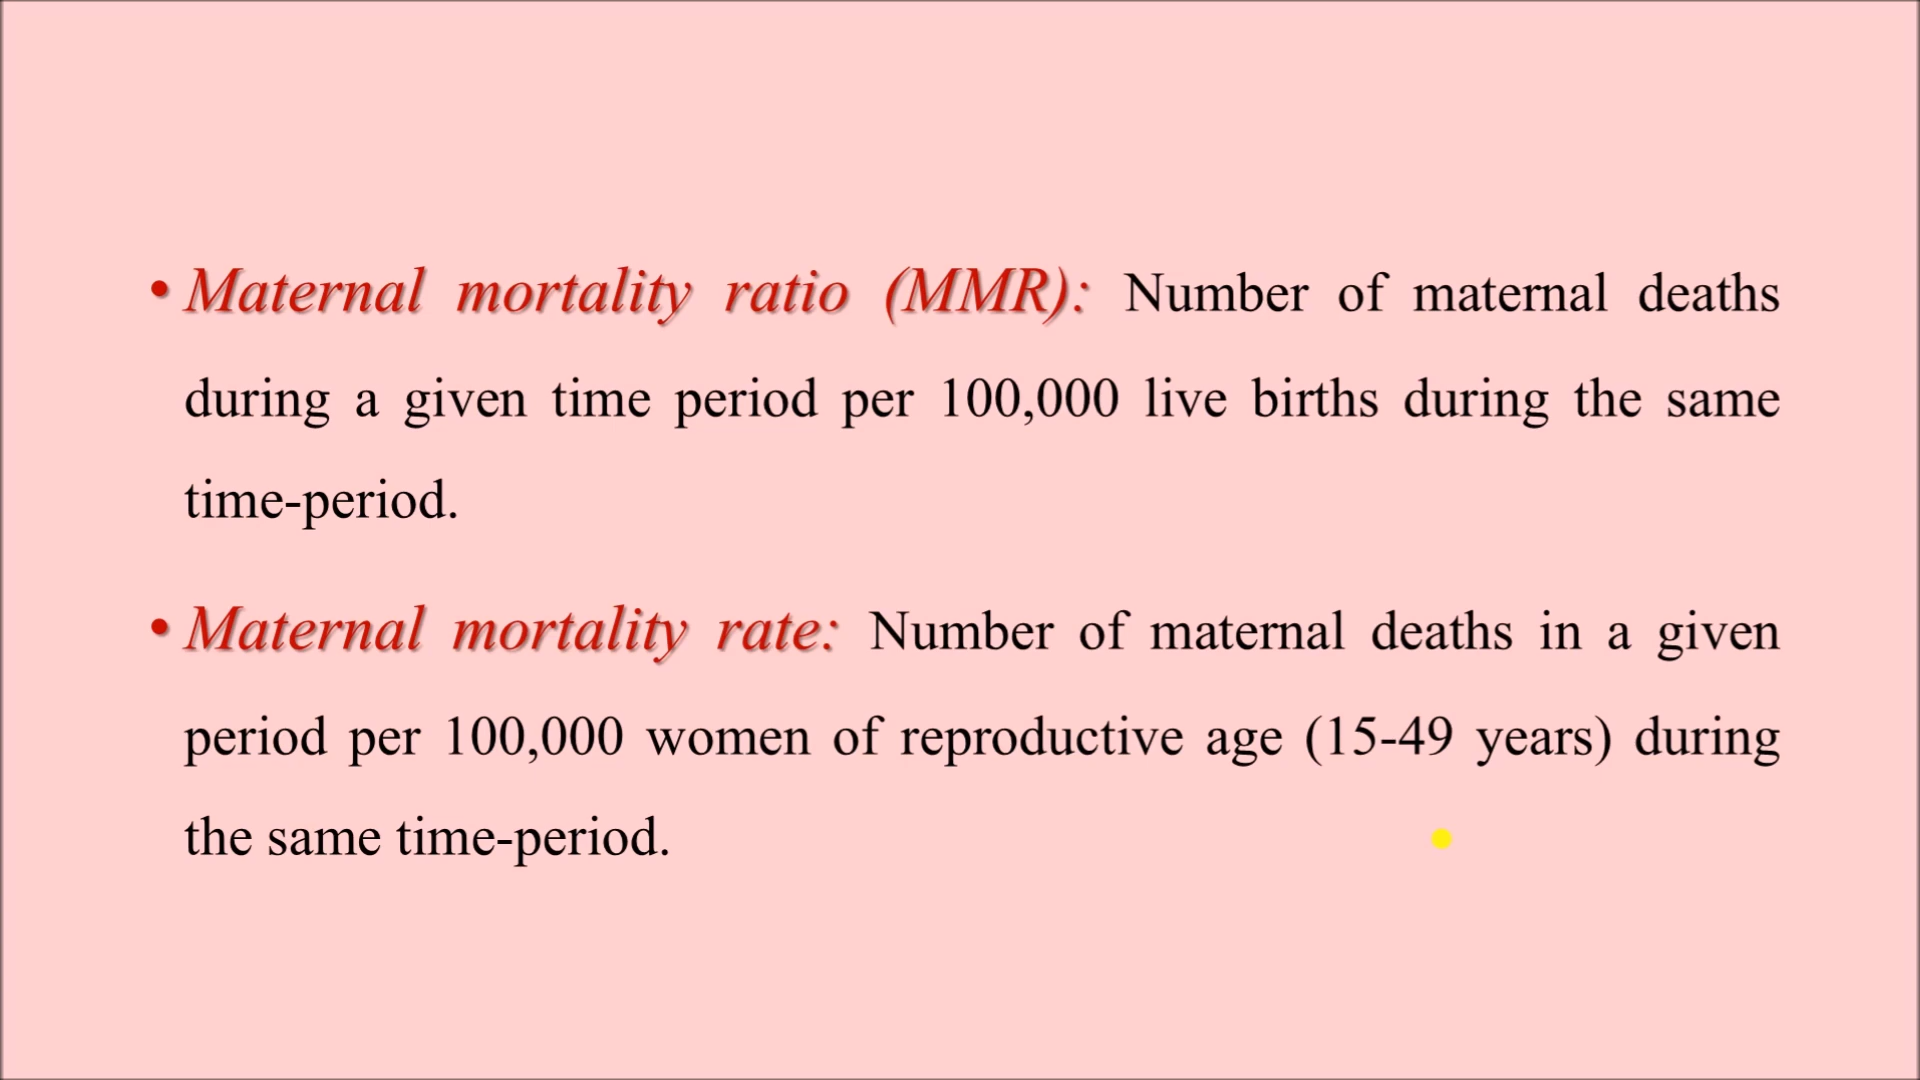 • Maternal mortality ratio (MMR): Number of maternal deaths
during a given time period per 100,000 live births during the same
time-period.
• Maternal mortality rate: Number of maternal deaths in a given
period per 100,000 women of reproductive age (15-49 years) during
the same time-period.